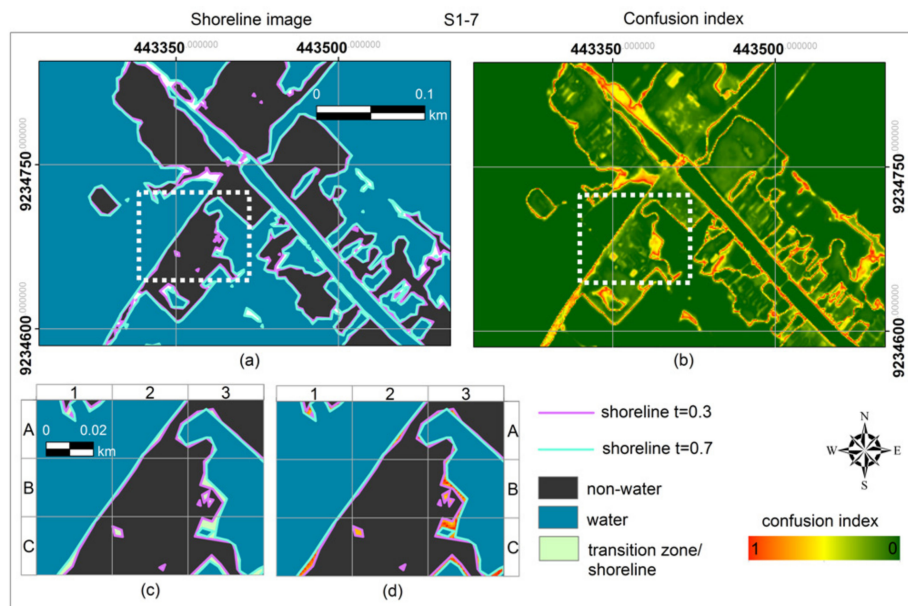 Shoreline image S1-7 Confusion index
443350.000000 443500.000000 443350.000000 443500.000000
0 0.1
km
9234750.000000 9234750.000000
9234600.000000 9234600.000000
(a) (b)
1 2 3 1 2 3
A A
0 0.02
km
B B
C C
(c) (d)
shoreline t=0.3
shoreline t=0.7
non-water
water
transition zone/
shoreline
N
W E
S
confusion index
1 0